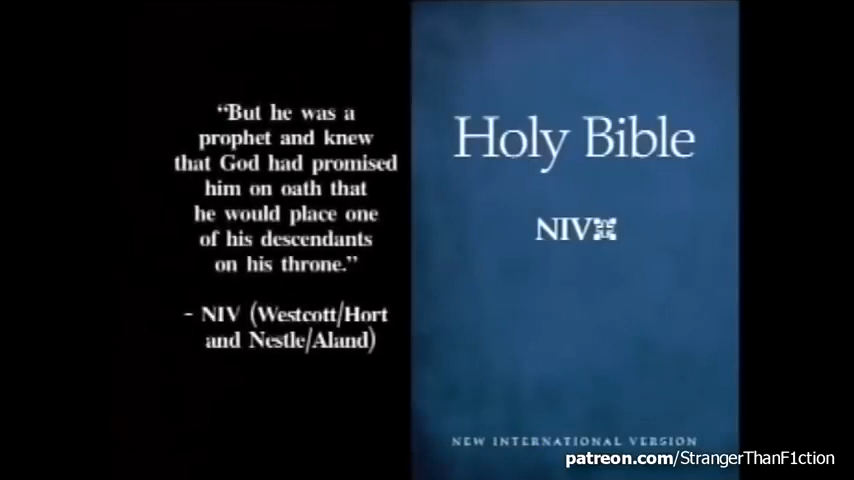 “But he was a
prophet and knew
that God had promised
him on oath that
he would place one
of his descendants
on his throne.”
- NIV (Westcott/Hort
and Nestle/Aland)
Holy Bible
NIV
NEW INTERNATIONAL VERSION
patreon.com/StrangerThanF1ction